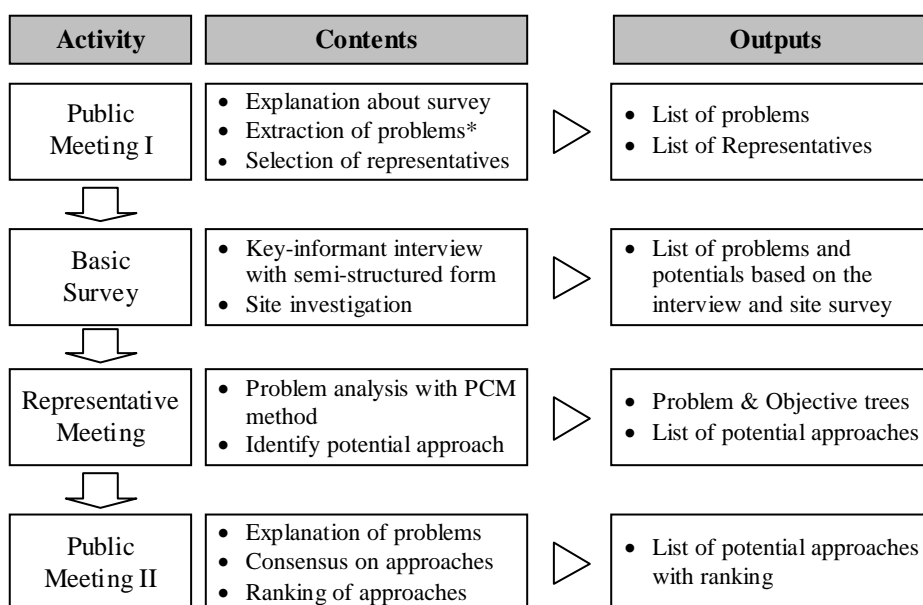 Activity
Contents
Outputs
Public
Meeting I
• Explanation about survey
• Extraction of problems*
• Selection of representatives
• List of problems
• List of Representatives
Basic
Survey
• Key-informant interview
with semi-structured form
• Site investigation
• List of problems and
potentials based on the
interview and site survey
Representative
Meeting
• Problem analysis with PCM
method
• Identify potential approach
• Problem & Objective trees
• List of potential approaches
Public
Meeting II
• Explanation of problems
• Consensus on approaches
• Ranking of approaches
• List of potential approaches
with ranking